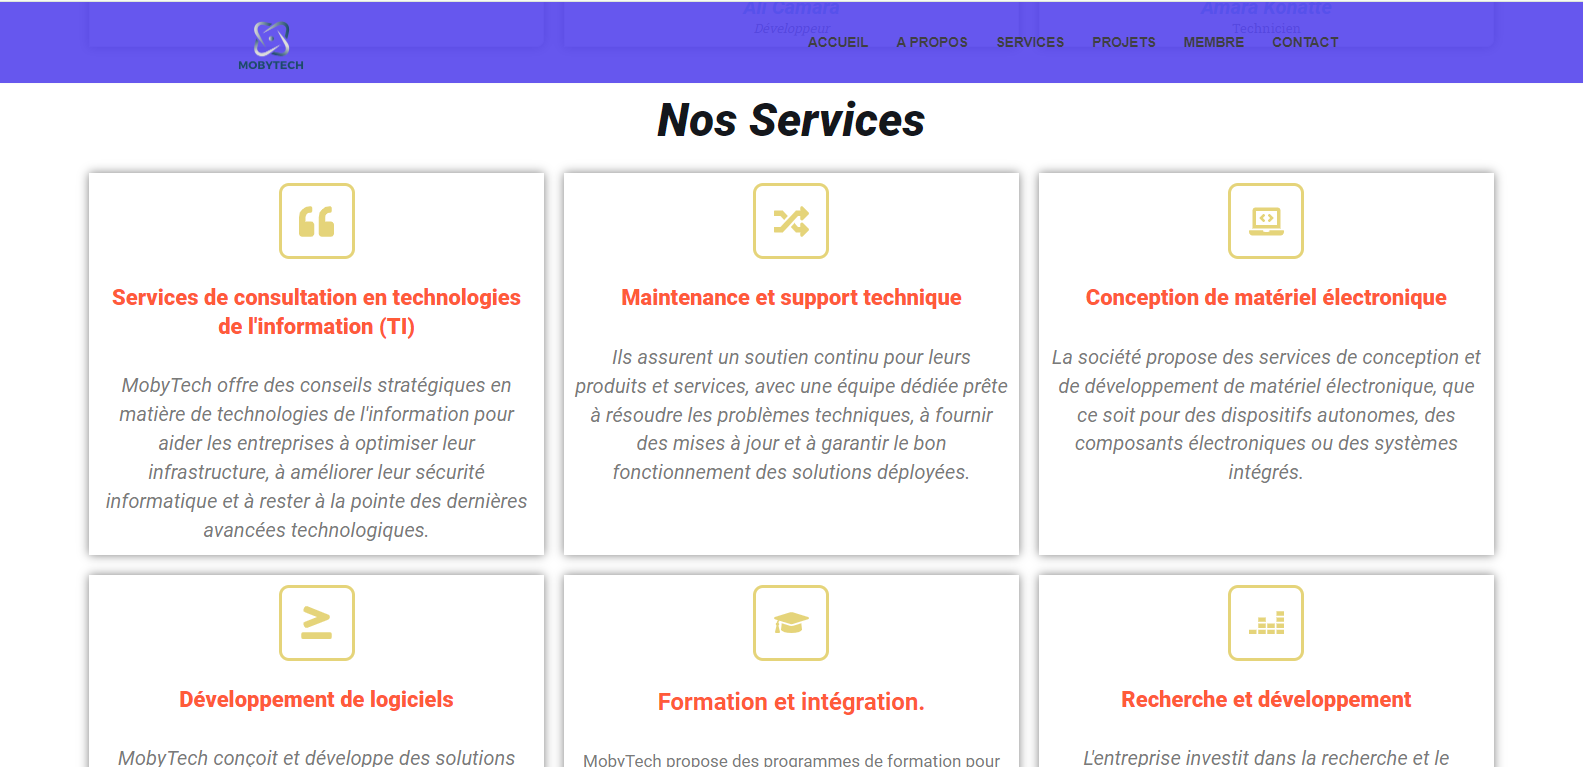 Ali Camara
Amara Konatte
Développeur
Technicien
MOBYTECH
ACCUEIL A PROPOS SERVICES PROJETS MEMBRE CONTACT
Nos Services
Services de consultation en technologies
de l'information (TI)
MobyTech offre des conseils stratégiques en
matière de technologies de l'information pour
aider les entreprises à optimiser leur
infrastructure, à améliorer leur sécurité
informatique et à rester à la pointe des dernières
avancées technologiques.
Maintenance et support technique
Ils assurent un soutien continu pour leurs
produits et services, avec une équipe dédiée prête
à résoudre les problèmes techniques, à fournir
des mises à jour et à garantir le bon
fonctionnement des solutions déployées.
Conception de matériel électronique
La société propose des services de conception et
de développement de matériel électronique, que
ce soit pour des dispositifs autonomes, des
composants électroniques ou des systèmes
intégrés.
Développement de logiciels
MobyTech conçoit et développe des solutions
Formation et intégration.
MobyTech propose des programmes de formation pour
Recherche et développement
L'entreprise investit dans la recherche et le